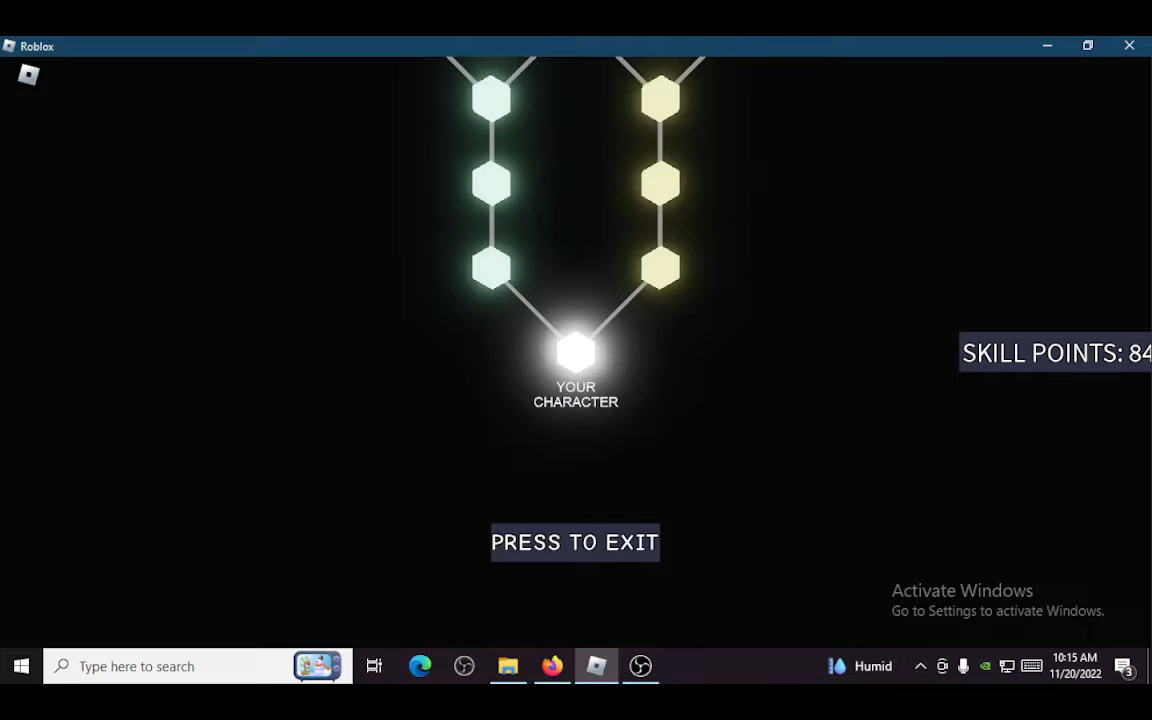 Roblox
SKILL POINTS: 84
YOUR
CHARACTER
PRESS TO EXIT
Activate Windows
Go to Settings to activate Windows.
Type here to search
Humid
10:15 AM
11/20/2022
3